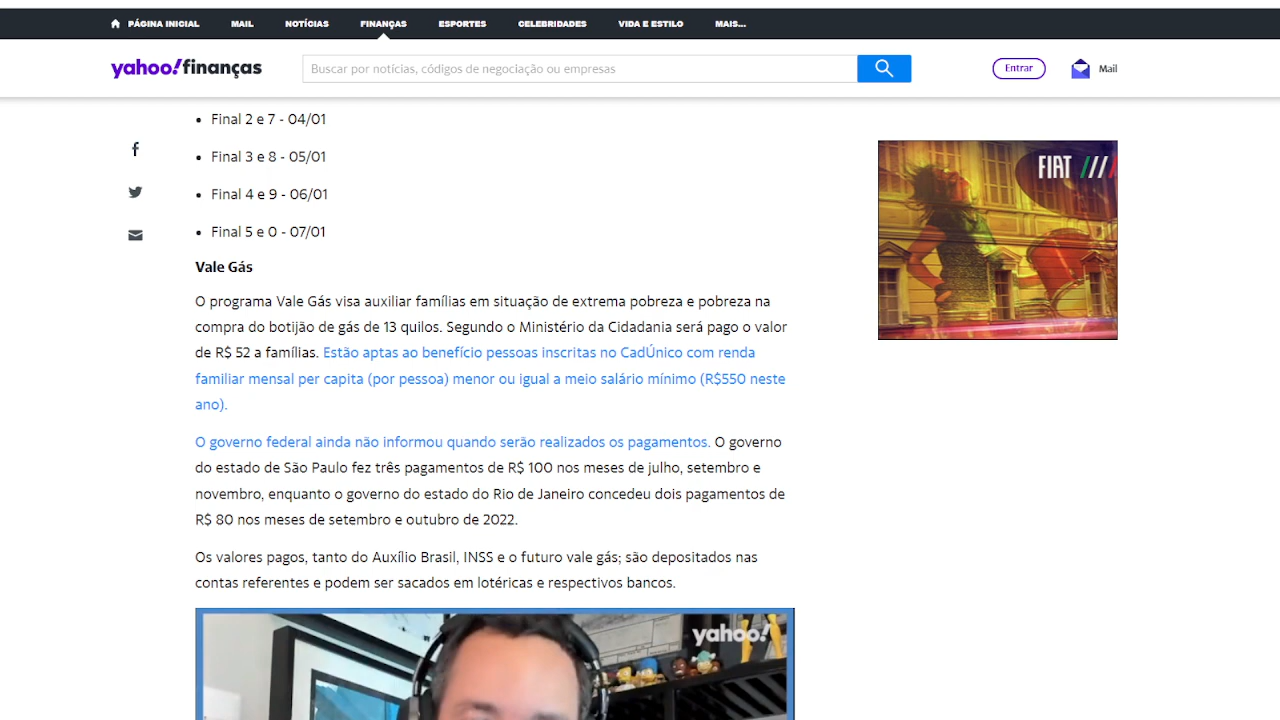 PÁGINA INICIAL MAIL NOTÍCIAS FINANÇAS ESPORTES CELEBRIDADES VIDA E ESTILO MAIS...
yahoo!finanças Buscar por notícias, códigos de negociação ou empresas Entrar Mail
• Final 2 e 7 - 04/01
• Final 3 e 8 - 05/01
• Final 4 e 9 - 06/01
• Final 5 e 0 - 07/01
Vale Gás
O programa Vale Gás visa auxiliar famílias em situação de extrema pobreza e pobreza na
compra do botijão de gás de 13 quilos. Segundo o Ministério da Cidadania será pago o valor
de R$ 52 a famílias. Estão aptas ao benefício pessoas inscritas no CadÚnico com renda
familiar mensal per capita (por pessoa) menor ou igual a meio salário mínimo (R$550 neste
ano).
O governo federal ainda não informou quando serão realizados os pagamentos. O governo
do estado de São Paulo fez três pagamentos de R$ 100 nos meses de julho, setembro e
novembro, enquanto o governo do estado do Rio de Janeiro concedeu dois pagamentos de
R$ 80 nos meses de setembro e outubro de 2022.
Os valores pagos, tanto do Auxílio Brasil, INSS e o futuro vale gás; são depositados nas
contas referentes e podem ser sacados em lotéricas e respectivos bancos.
yahoo!
FIAT